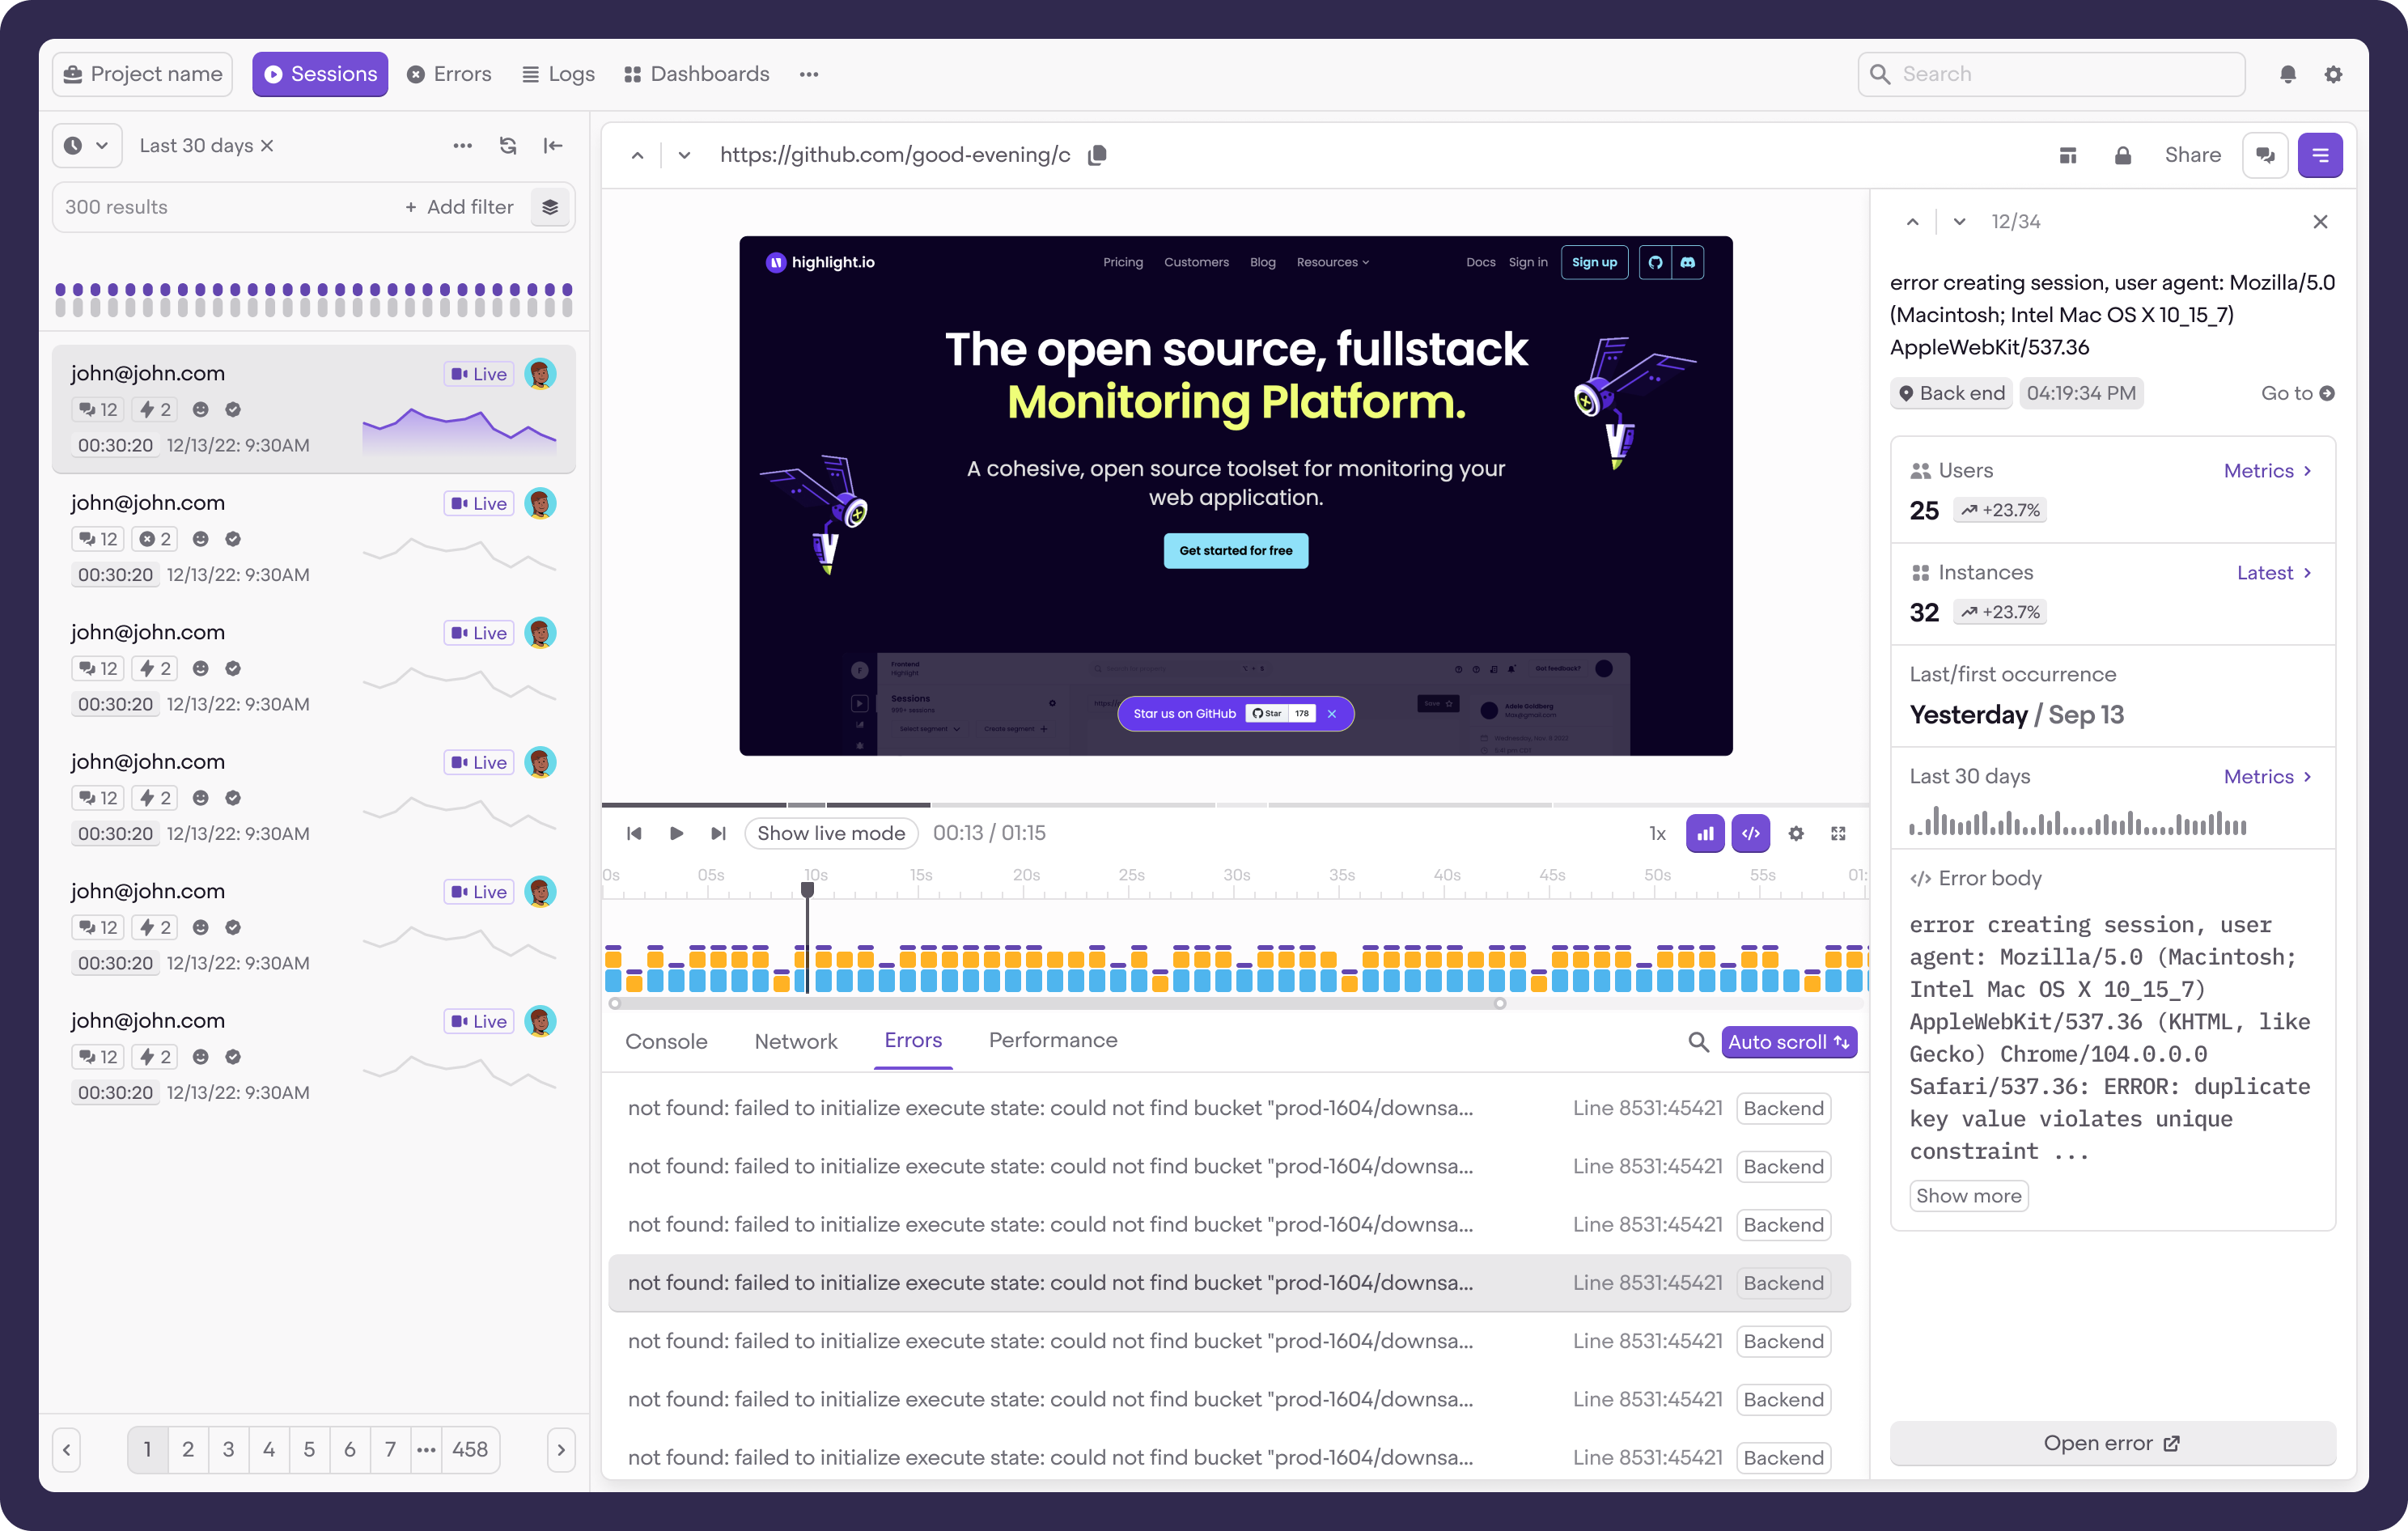 Project name
Sessions
Errors
Logs
Dashboards
Search
Last 30 days
300 results
+ Add filter
john@john.com
Live
12
2
00:30:20
12/13/22: 9:30AM
john@john.com
Live
12
2
00:30:20
12/13/22: 9:30AM
john@john.com
Live
12
2
00:30:20
12/13/22: 9:30AM
john@john.com
Live
12
2
00:30:20
12/13/22: 9:30AM
john@john.com
Live
12
2
00:30:20
12/13/22: 9:30AM
john@john.com
Live
12
2
00:30:20
12/13/22: 9:30AM
1 2 3 4 5 6 7 ••• 458
https://github.com/good-evening/c
Share
highlight.io
Pricing
Customers
Blog
Resources
Docs
Sign in
Sign up
The open source, fullstack
Monitoring Platform.
A cohesive, open source toolset for monitoring your
web application.
Get started for free
Frontend
Highlight
Got feedback?
Sessions
Select segment
Create segment
Save
Adele Goldberg
Star us on GitHub
Star
178
Show live mode
00:13 / 01:15
1x
0s 05s 10s 15s 20s 25s 30s 35s 40s 45s 50s 55s 01:
Console
Network
Errors
Performance
Auto scroll
not found: failed to initialize execute state: could not find bucket "prod-1604/downsa... Line 8531:45421 Backend
not found: failed to initialize execute state: could not find bucket "prod-1604/downsa... Line 8531:45421 Backend
not found: failed to initialize execute state: could not find bucket "prod-1604/downsa... Line 8531:45421 Backend
not found: failed to initialize execute state: could not find bucket "prod-1604/downsa... Line 8531:45421 Backend
not found: failed to initialize execute state: could not find bucket "prod-1604/downsa... Line 8531:45421 Backend
not found: failed to initialize execute state: could not find bucket "prod-1604/downsa... Line 8531:45421 Backend
not found: failed to initialize execute state: could not find bucket "prod-1604/downsa... Line 8531:45421 Backend
12/34
error creating session, user agent: Mozilla/5.0
(Macintosh; Intel Mac OS X 10_15_7)
AppleWebKit/537.36
Back end
04:19:34 PM
Go to
Users
Metrics
25
+23.7%
Instances
Latest
32
+23.7%
Last/first occurrence
Yesterday / Sep 13
Last 30 days
Metrics
Error body
error creating session, user
agent: Mozilla/5.0 (Macintosh;
Intel Mac OS X 10_15_7)
AppleWebKit/537.36 (KHTML, like
Gecko) Chrome/104.0.0.0
Safari/537.36: ERROR: duplicate
key value violates unique
constraint ...
Show more
Open error